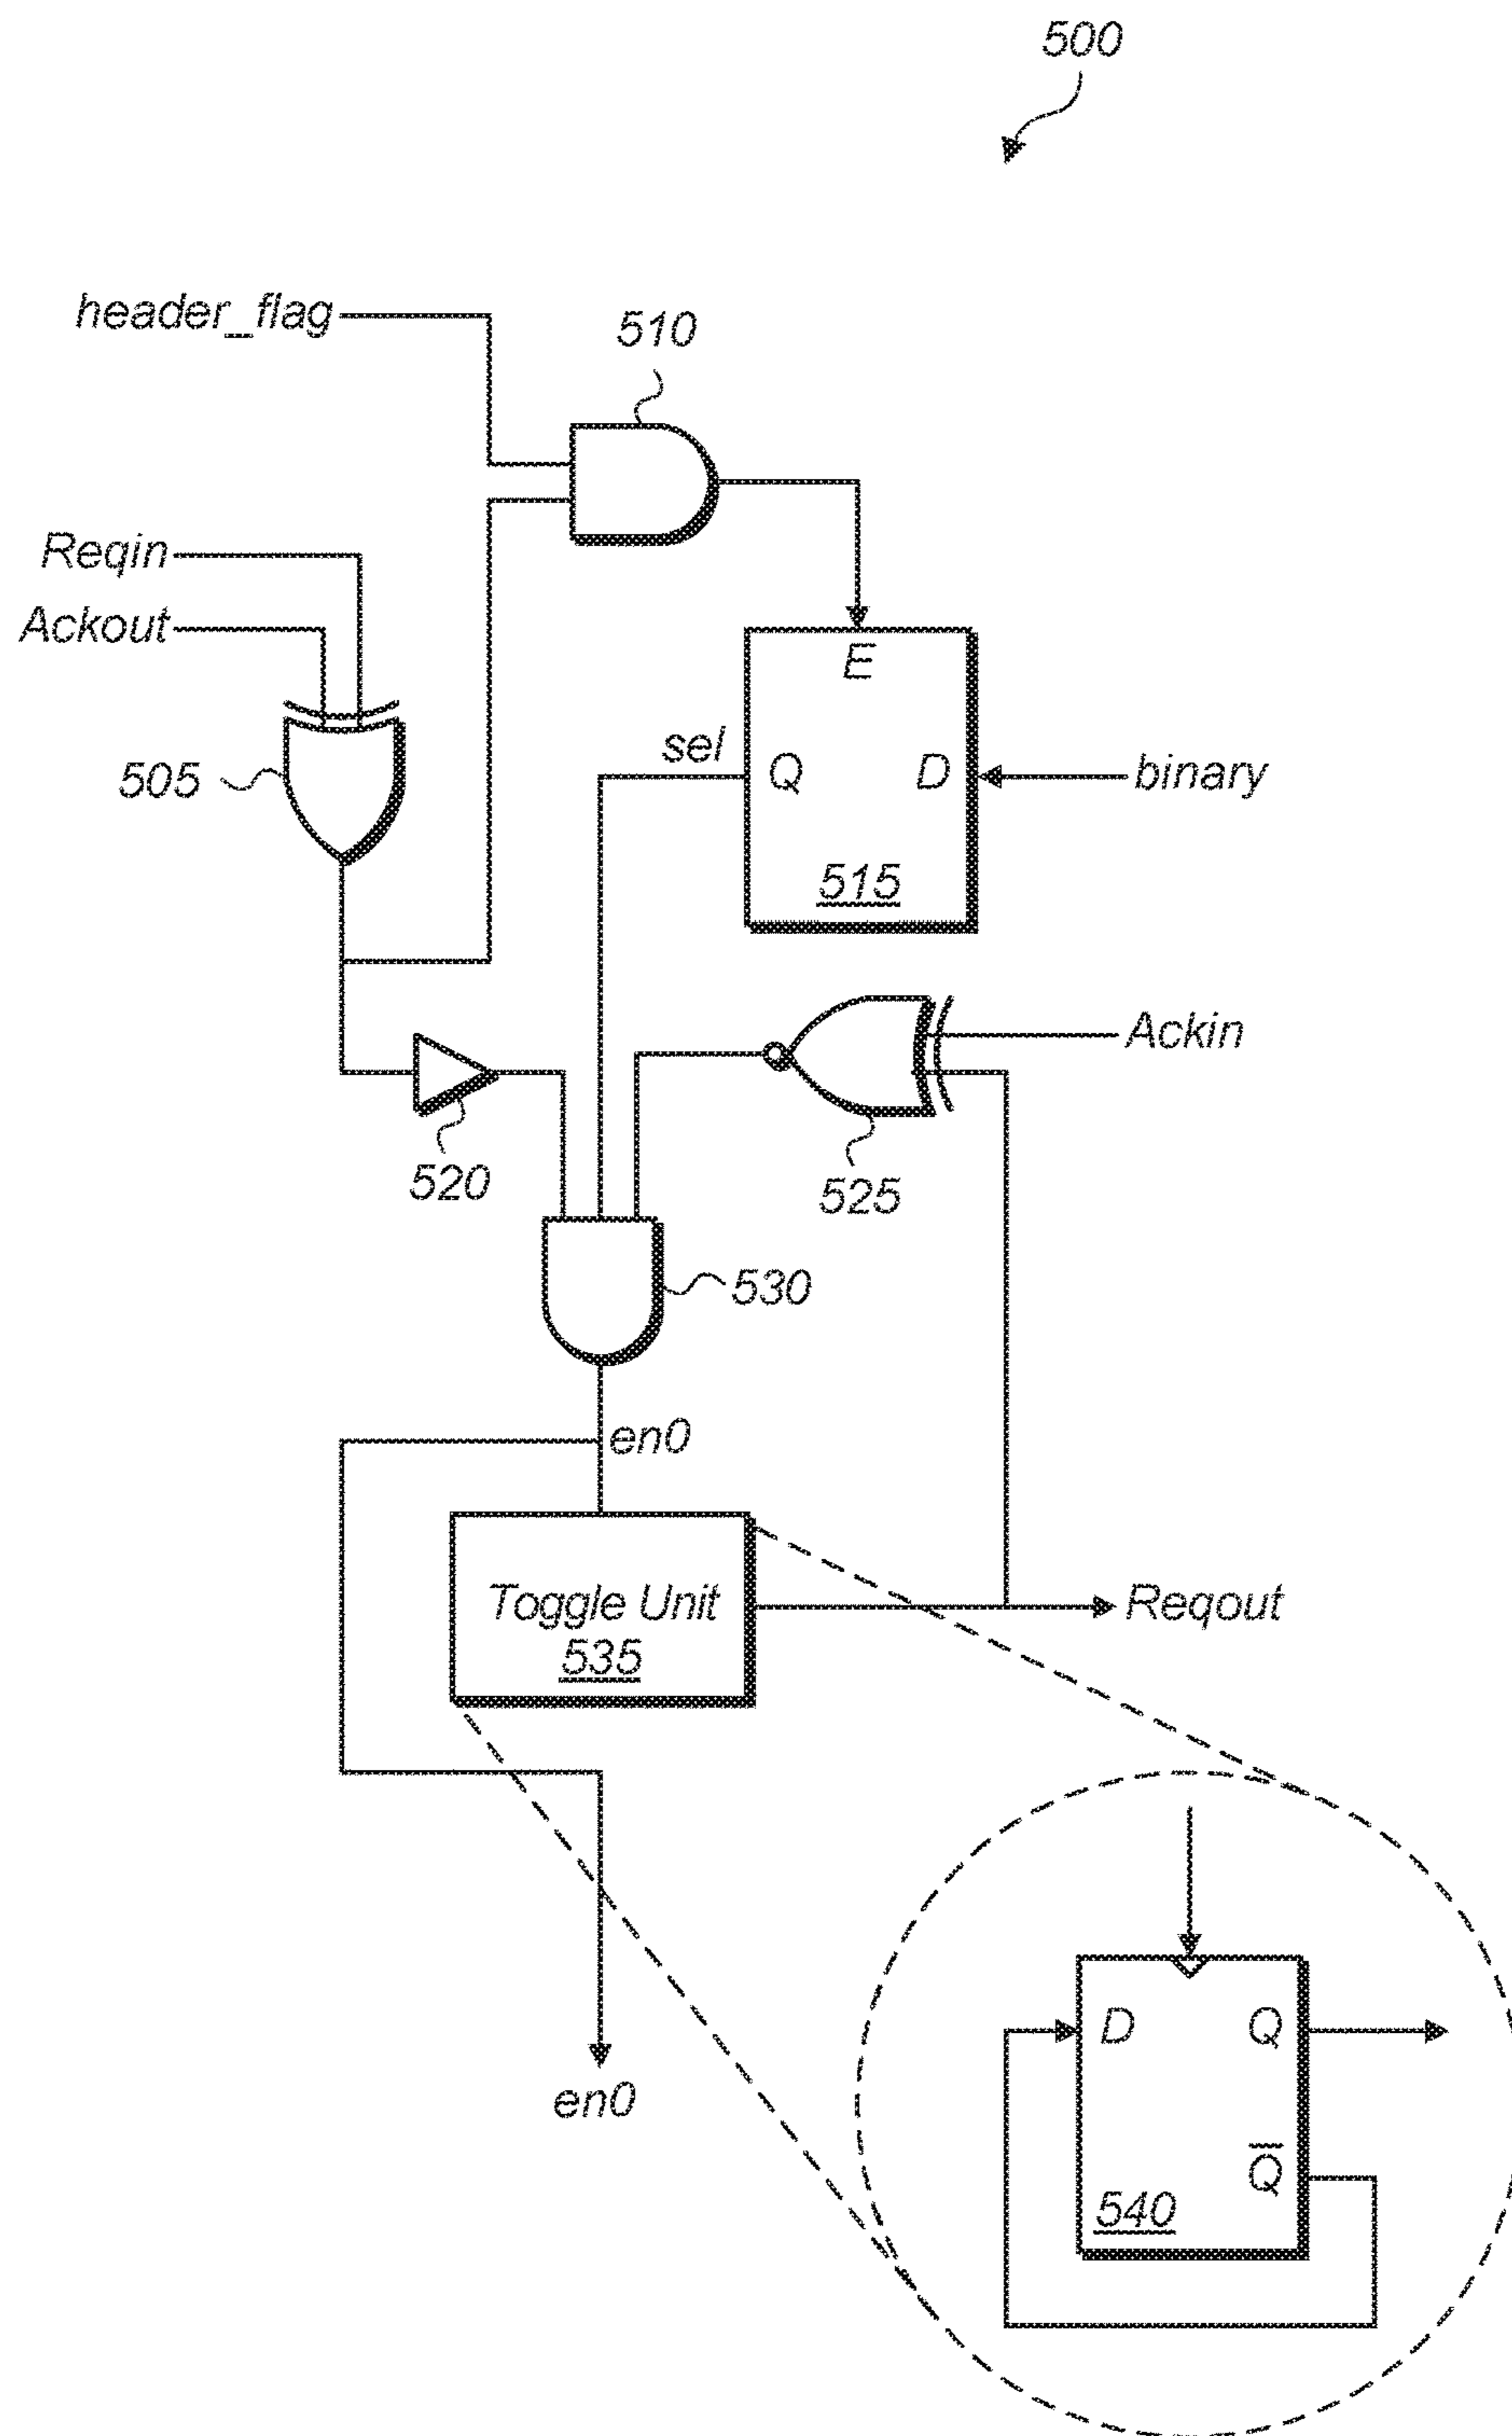 500
header_flag
510
Reqin
Ackout
E
sel
Q
D
binary
505
515
Ackin
520
525
530
en0
Toggle Unit
535
Reqout
en0
D
Q
Q̅
540